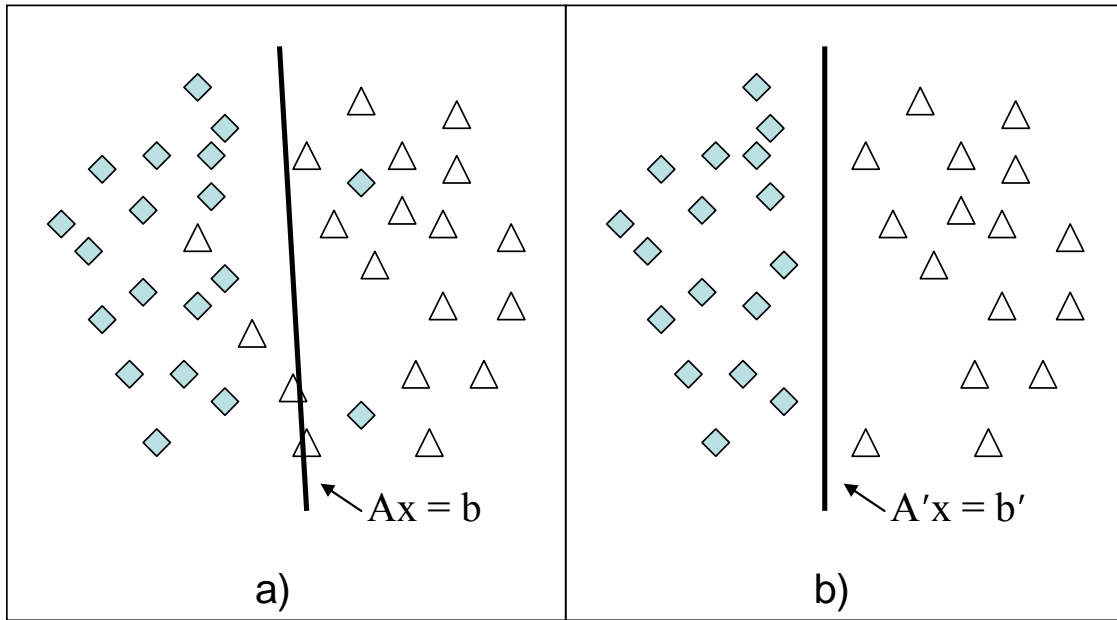 Ax = b
a)
A′x = b′
b)